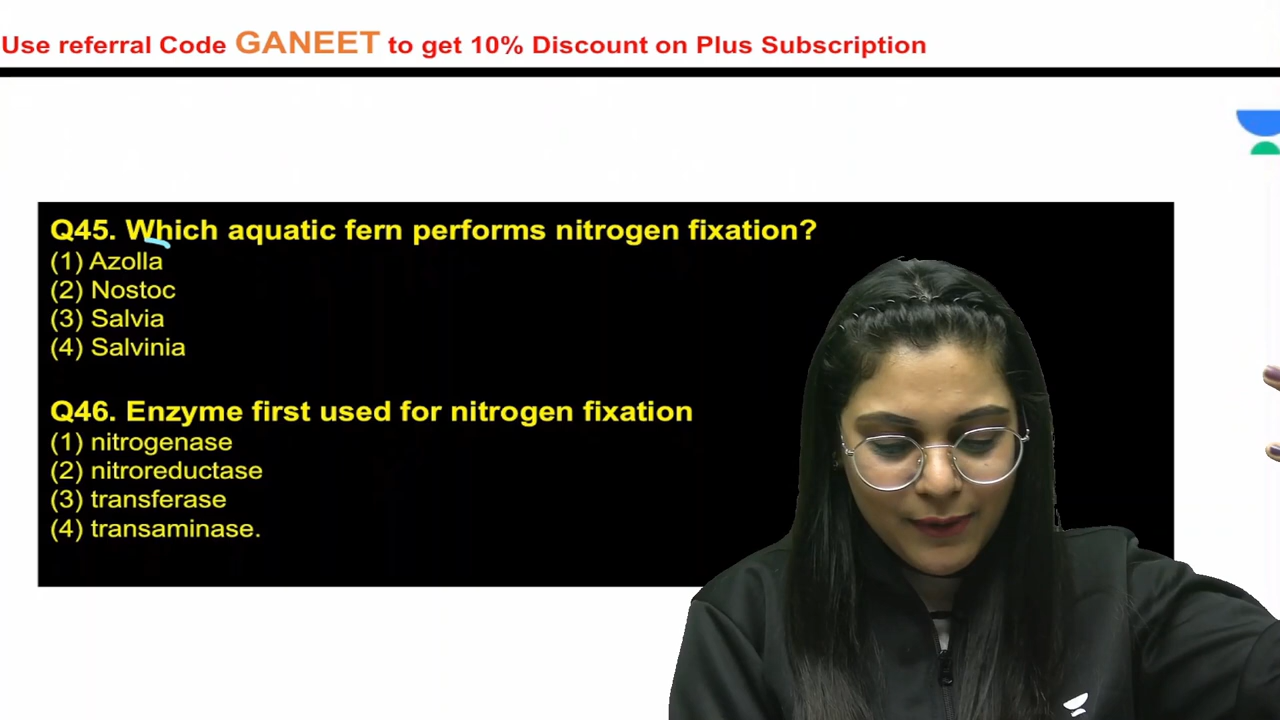 Use referral Code GANEET to get 10% Discount on Plus Subscription
Q45. Which aquatic fern performs nitrogen fixation?
(1) Azolla
(2) Nostoc
(3) Salvia
(4) Salvinia
Q46. Enzyme first used for nitrogen fixation
(1) nitrogenase
(2) nitroreductase
(3) transferase
(4) transaminase.